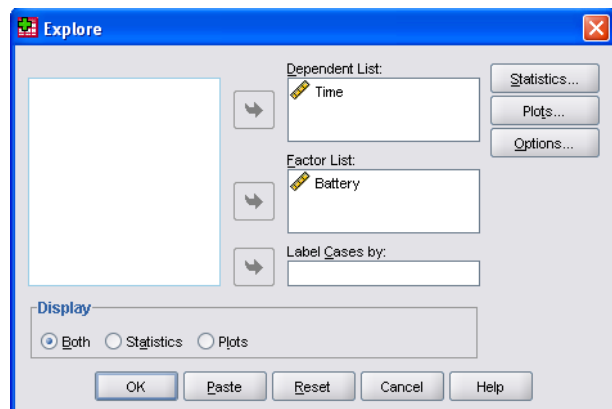 Explore
Dependent List:
Time
Statistics...
Plots...
Options...
Factor List:
Battery
Label Cases by:
Display
Both Statistics Plots
OK Paste Reset Cancel Help